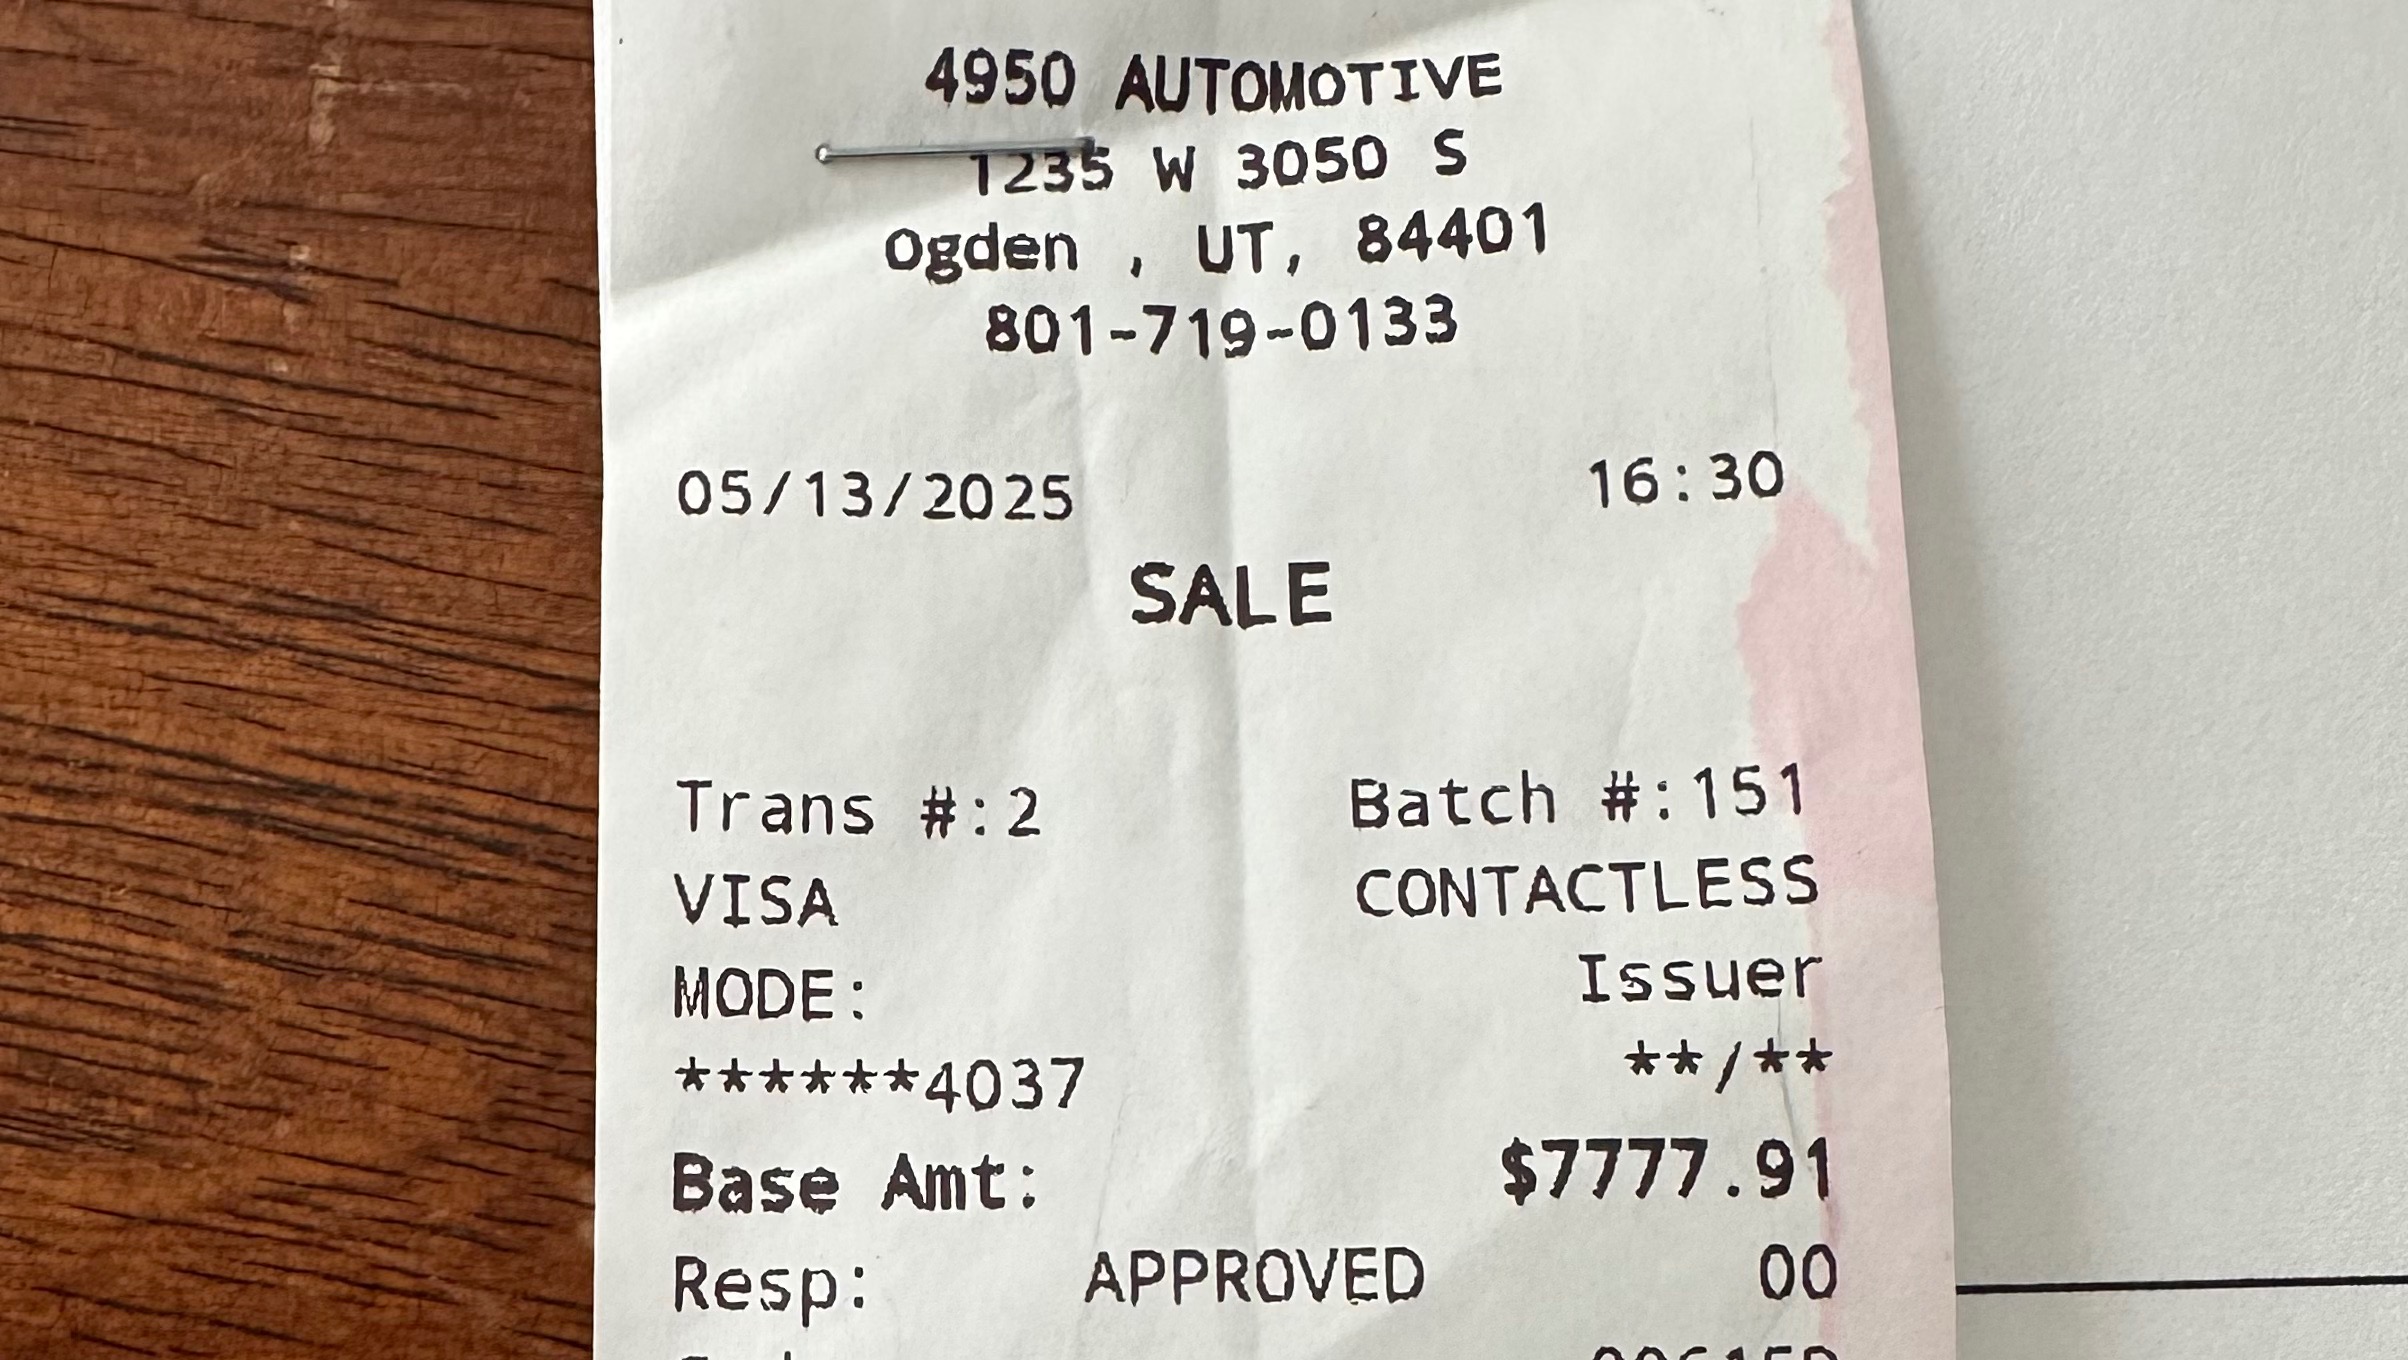 4950 AUTOMOTIVE
1235 W 3050 S
Ogden , UT, 84401
801-719-0133
05/13/2025 16:30
SALE
Trans #:2 Batch #:151
VISA CONTACTLESS
MODE: Issuer
******4037 **/**
Base Amt: $7777.91
Resp: APPROVED 00